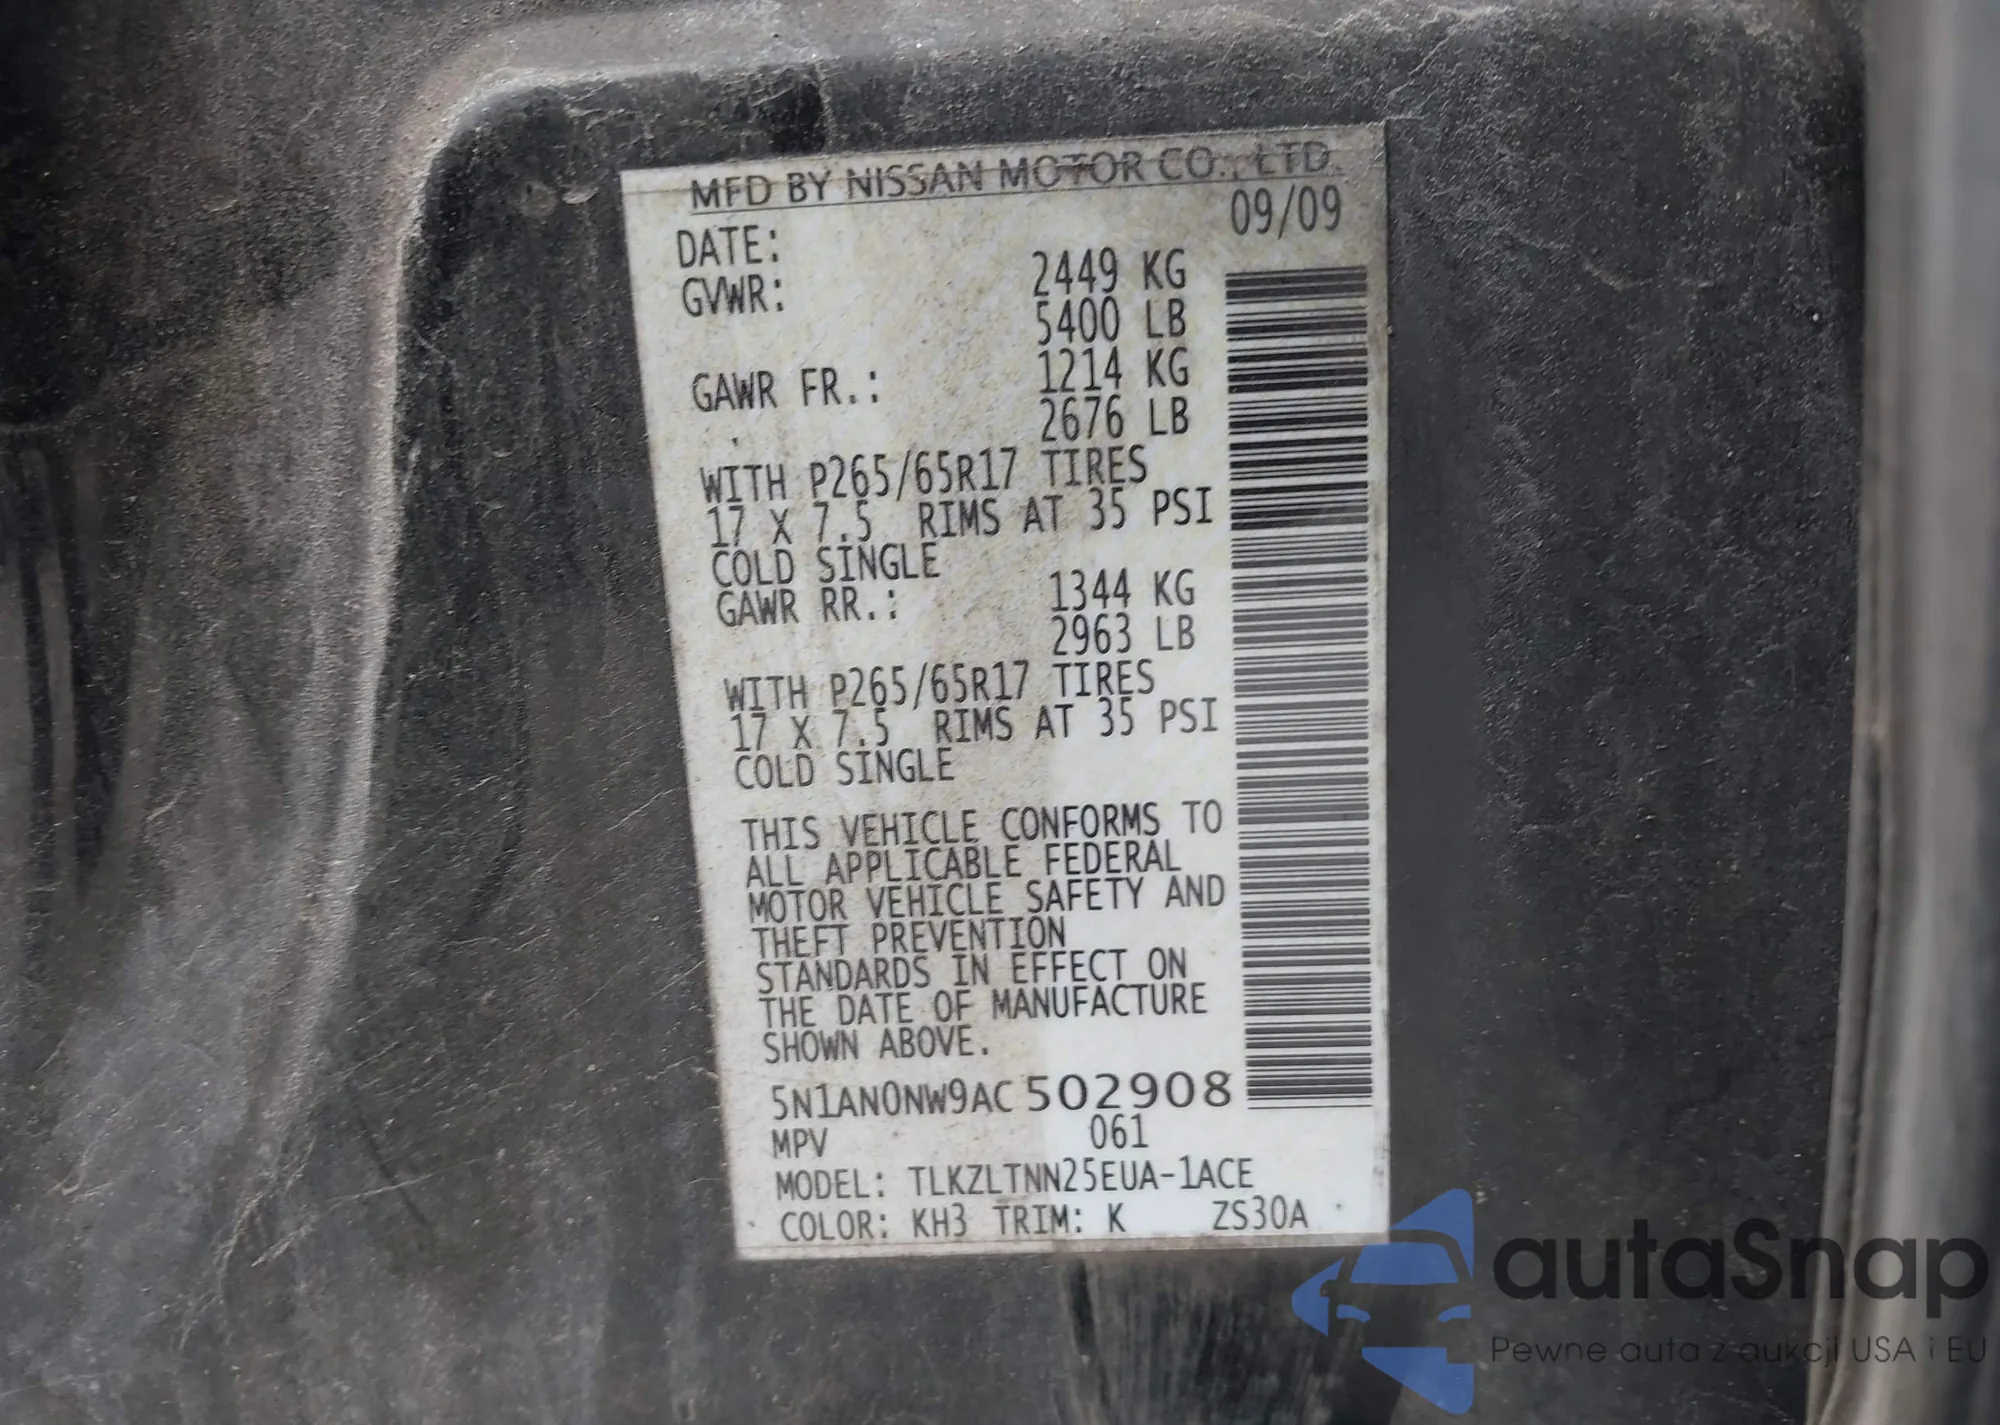 MFD BY NISSAN MOTOR CO., LTD.
DATE: 09/09
GVWR: 2449 KG
5400 LB
GAWR FR.: 1214 KG
2676 LB
WITH P265/65R17 TIRES
17 X 7.5 RIMS AT 35 PSI
COLD SINGLE
GAWR RR.: 1344 KG
2963 LB
WITH P265/65R17 TIRES
17 X 7.5 RIMS AT 35 PSI
COLD SINGLE
THIS VEHICLE CONFORMS TO
ALL APPLICABLE FEDERAL
MOTOR VEHICLE SAFETY AND
THEFT PREVENTION
STANDARDS IN EFFECT ON
THE DATE OF MANUFACTURE
SHOWN ABOVE.
5N1AN0NW9AC502908
MPV 061
MODEL: TLKZLTNN25EUA-1ACE
COLOR: KH3 TRIM: K ZS30A
autaSnap
Pewne auta z aukcji USA i EU